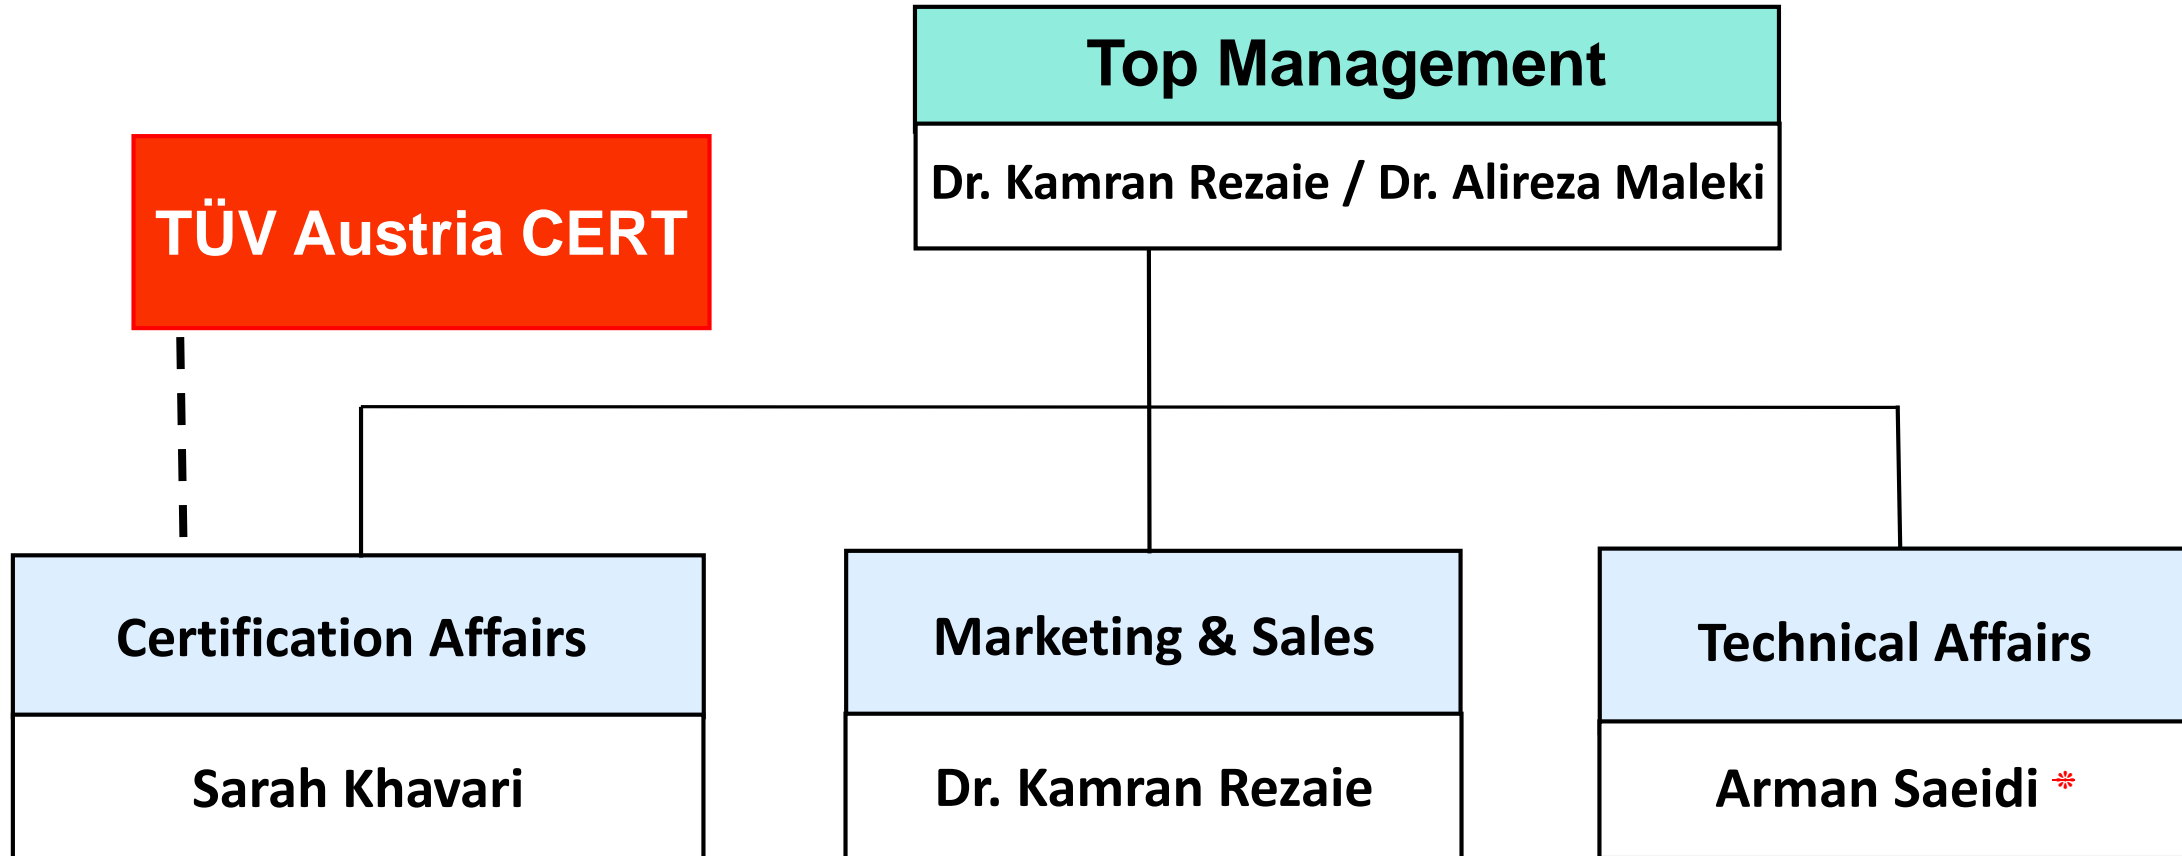 Top Management
Dr. Kamran Rezaie / Dr. Alireza Maleki
TÜV Austria CERT
Certification Affairs
Sarah Khavari
Marketing & Sales
Dr. Kamran Rezaie
Technical Affairs
Arman Saeidi *